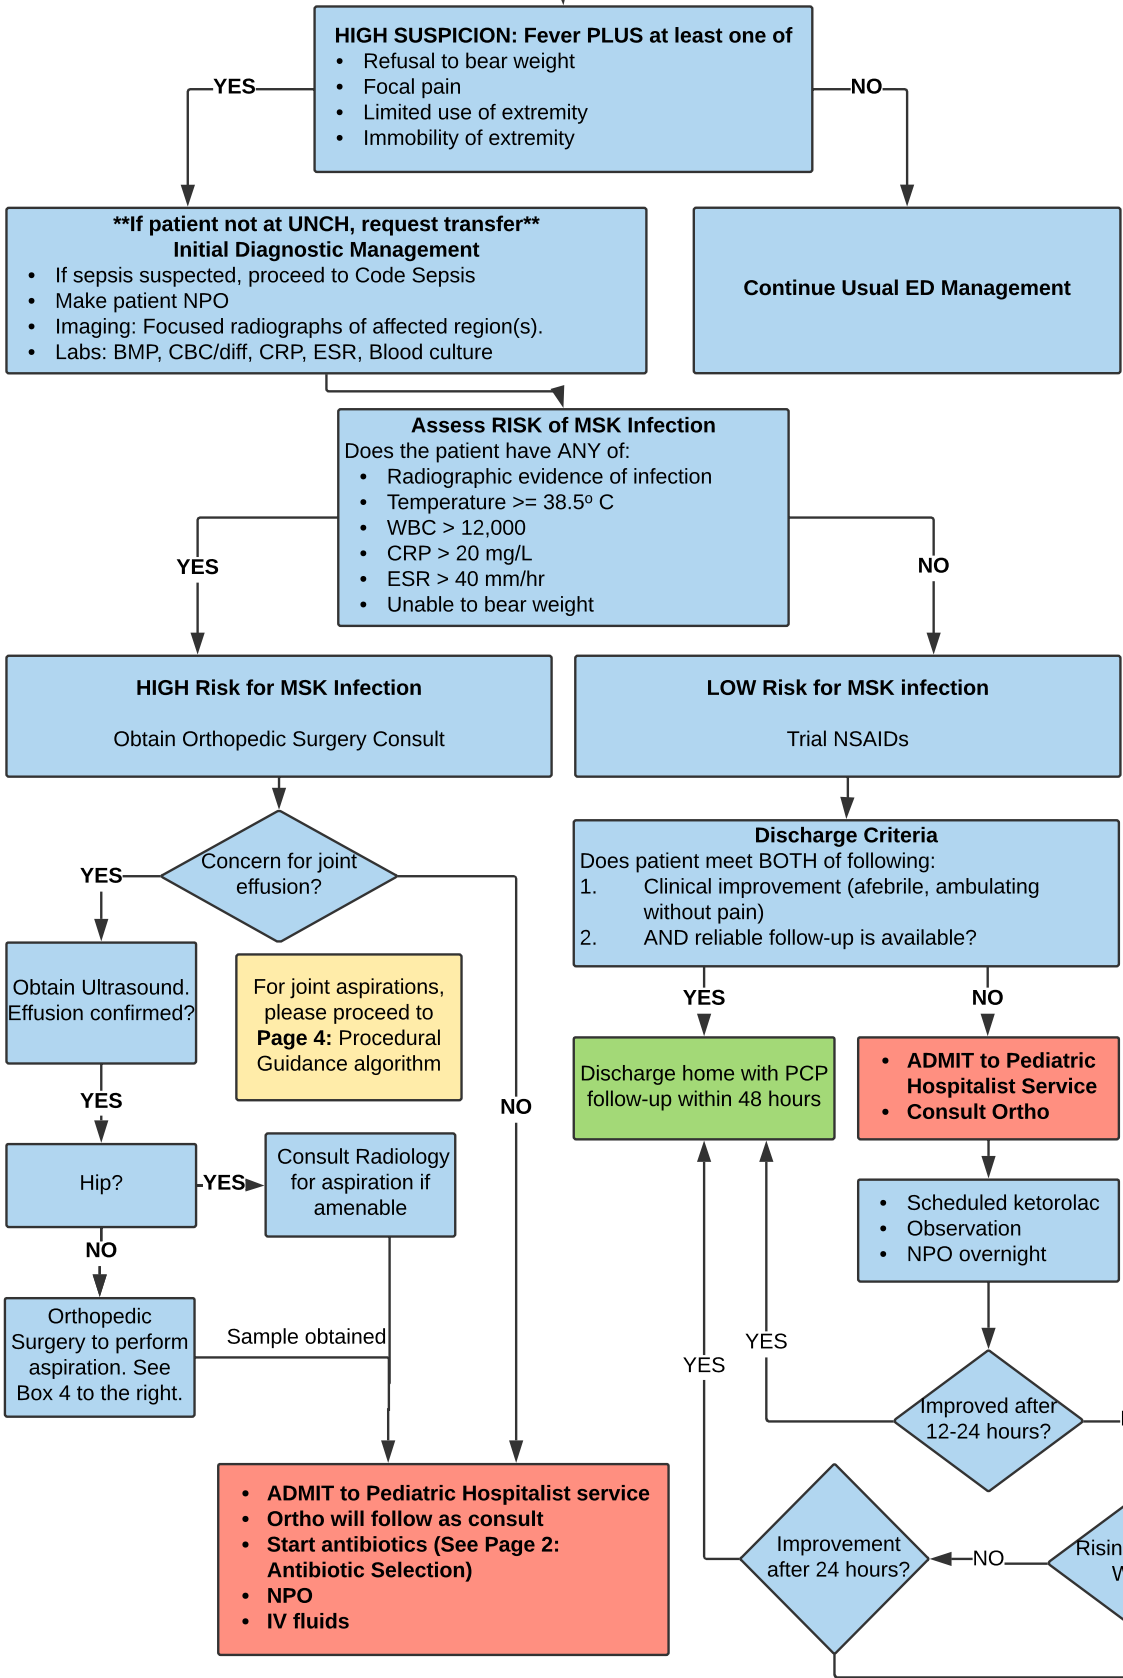 HIGH SUSPICION: Fever PLUS at least one of
• Refusal to bear weight
• Focal pain
• Limited use of extremity
• Immobility of extremity
YES
NO
**If patient not at UNCH, request transfer**
Initial Diagnostic Management
• If sepsis suspected, proceed to Code Sepsis
• Make patient NPO
• Imaging: Focused radiographs of affected region(s).
• Labs: BMP, CBC/diff, CRP, ESR, Blood culture
Continue Usual ED Management
Assess RISK of MSK Infection
Does the patient have ANY of:
• Radiographic evidence of infection
• Temperature >= 38.5º C
• WBC > 12,000
• CRP > 20 mg/L
• ESR > 40 mm/hr
• Unable to bear weight
YES
NO
HIGH Risk for MSK Infection
Obtain Orthopedic Surgery Consult
LOW Risk for MSK infection
Trial NSAIDs
Concern for joint
effusion?
YES
NO
Obtain Ultrasound.
Effusion confirmed?
For joint aspirations,
please proceed to
Page 4: Procedural
Guidance algorithm
YES
Hip?
YES
Consult Radiology
for aspiration if
amenable
NO
Orthopedic
Surgery to perform
aspiration. See
Box 4 to the right.
Sample obtained
• ADMIT to Pediatric Hospitalist service
• Ortho will follow as consult
• Start antibiotics (See Page 2:
Antibiotic Selection)
• NPO
• IV fluids
Discharge Criteria
Does patient meet BOTH of following:
1. Clinical improvement (afebrile, ambulating
without pain)
2. AND reliable follow-up is available?
YES
NO
Discharge home with PCP
follow-up within 48 hours
• ADMIT to Pediatric
Hospitalist Service
• Consult Ortho
• Scheduled ketorolac
• Observation
• NPO overnight
YES
YES
Improved after
12-24 hours?
Improvement
after 24 hours?
NO